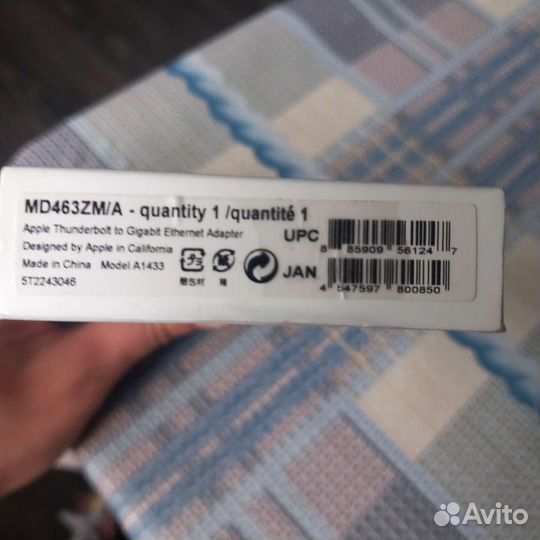 MD463ZM/A - quantity 1 /quantité 1
Apple Thunderbolt to Gigabit Ethernet Adapter
Designed by Apple in California
Made in China Model A1433
5T2243046
UPC
8 85909 56124 7
JAN
4 547597 800850
Avito